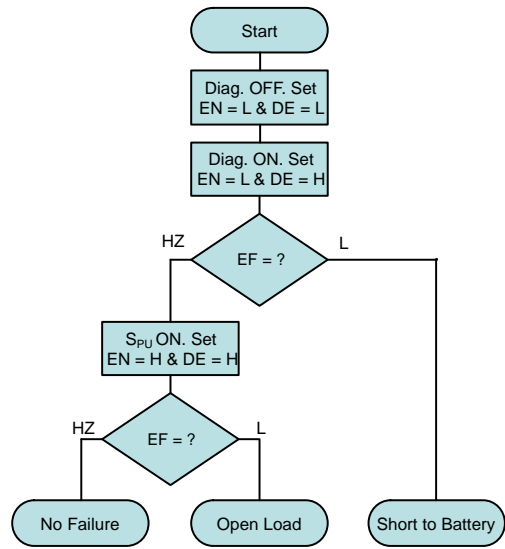 Start
Diag. OFF. Set
EN = L & DE = L
Diag. ON. Set
EN = L & DE = H
HZ
EF = ?
L
SPU ON. Set
EN = H & DE = H
HZ
EF = ?
L
No Failure
Open Load
Short to Battery